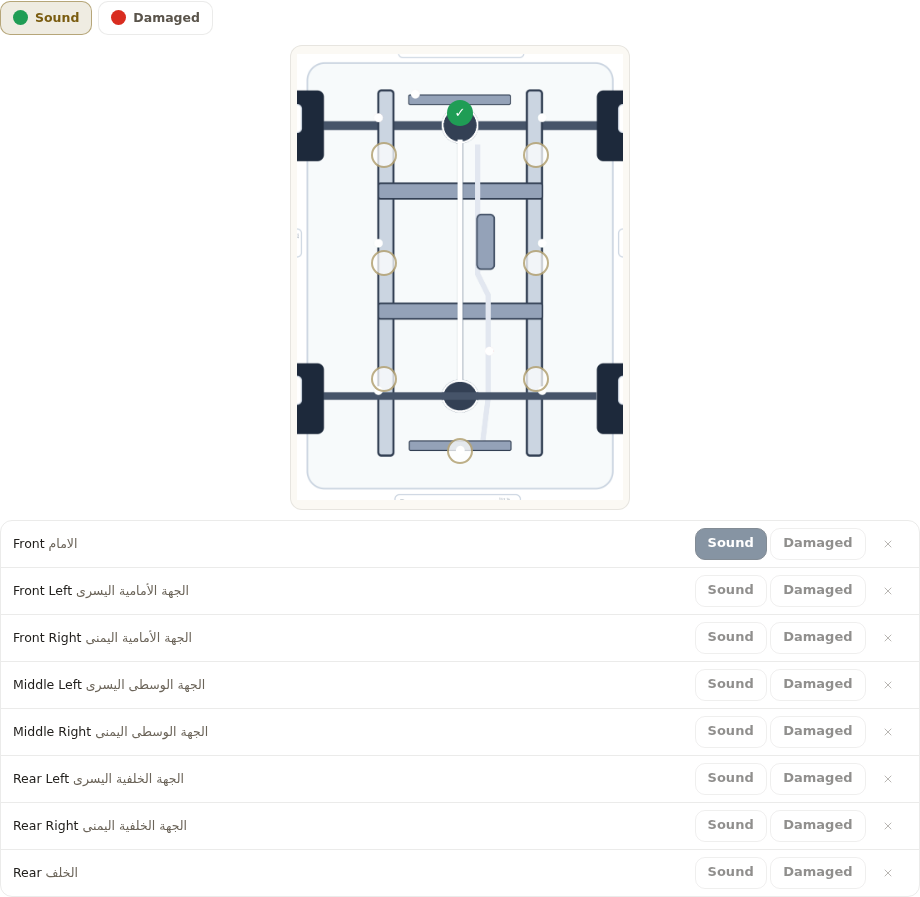 Sound Damaged
✓
Front الامام Sound Damaged ×
Front Left الجهة الأمامية اليسرى Sound Damaged ×
Front Right الجهة الأمامية اليمنى Sound Damaged ×
Middle Left الجهة الوسطى اليسرى Sound Damaged ×
Middle Right الجهة الوسطى اليمنى Sound Damaged ×
Rear Left الجهة الخلفية اليسرى Sound Damaged ×
Rear Right الجهة الخلفية اليمنى Sound Damaged ×
Rear الخلف Sound Damaged ×